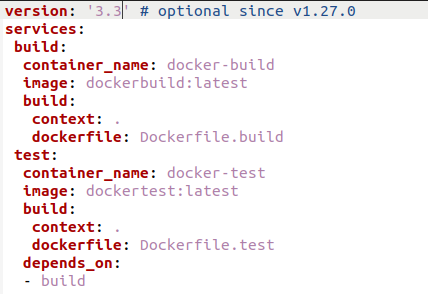 version: '3.3' # optional since v1.27.0
services:
 build:
  container_name: docker-build
  image: dockerbuild:latest
  build:
   context: .
   dockerfile: Dockerfile.build
 test:
  container_name: docker-test
  image: dockertest:latest
  build:
   context: .
   dockerfile: Dockerfile.test
  depends_on:
  - build